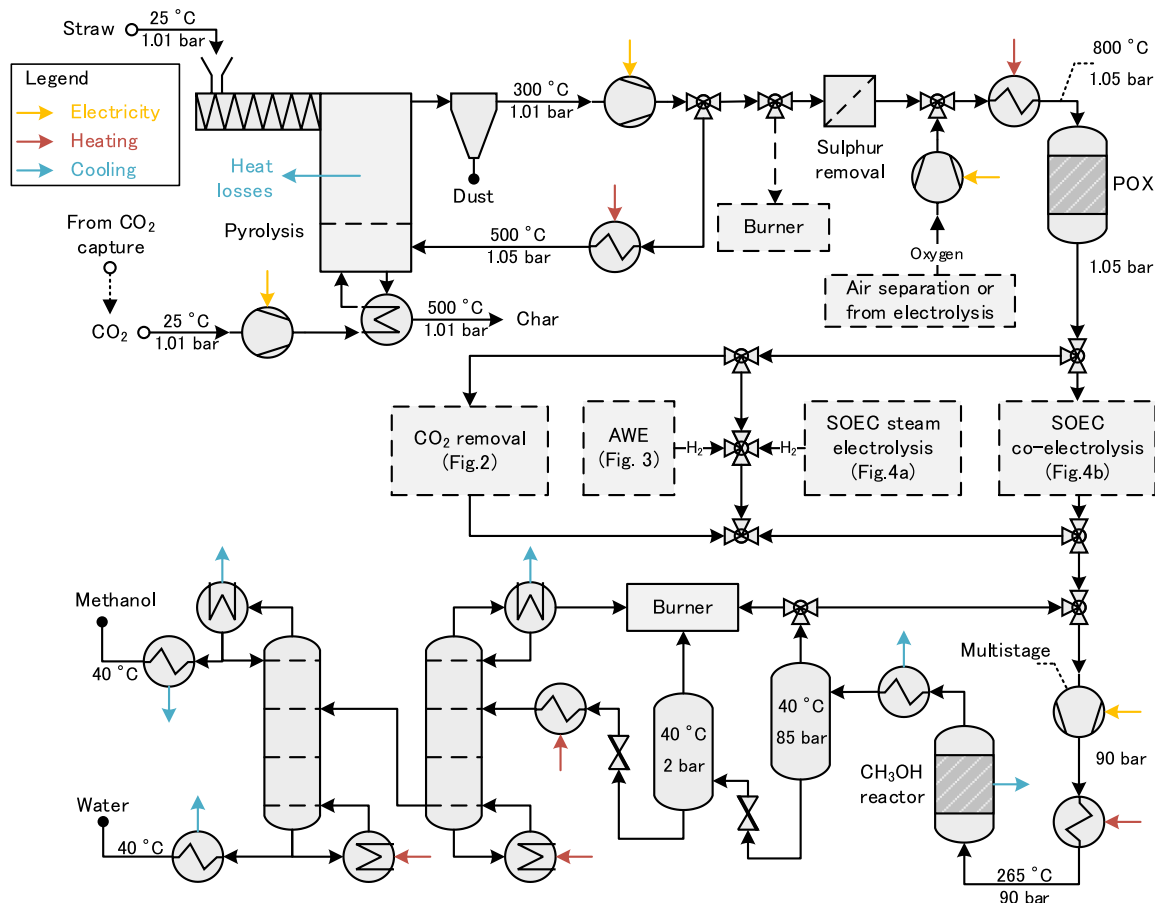 Straw
25 °C
1.01 bar
Legend
Electricity
Heating
Cooling
Heat
losses
Pyrolysis
From CO2
capture
CO2
25 °C
1.01 bar
500 °C
1.01 bar
Char
Dust
300 °C
1.01 bar
500 °C
1.05 bar
Burner
Sulphur
removal
Oxygen
Air separation or
from electrolysis
800 °C
1.05 bar
POX
1.05 bar
CO2 removal
(Fig.2)
AWE
(Fig. 3)
H2
H2
SOEC steam
electrolysis
(Fig.4a)
SOEC
co-electrolysis
(Fig.4b)
Methanol
40 °C
Water
40 °C
Burner
40 °C
2 bar
40 °C
85 bar
CH3OH
reactor
Multistage
90 bar
265 °C
90 bar